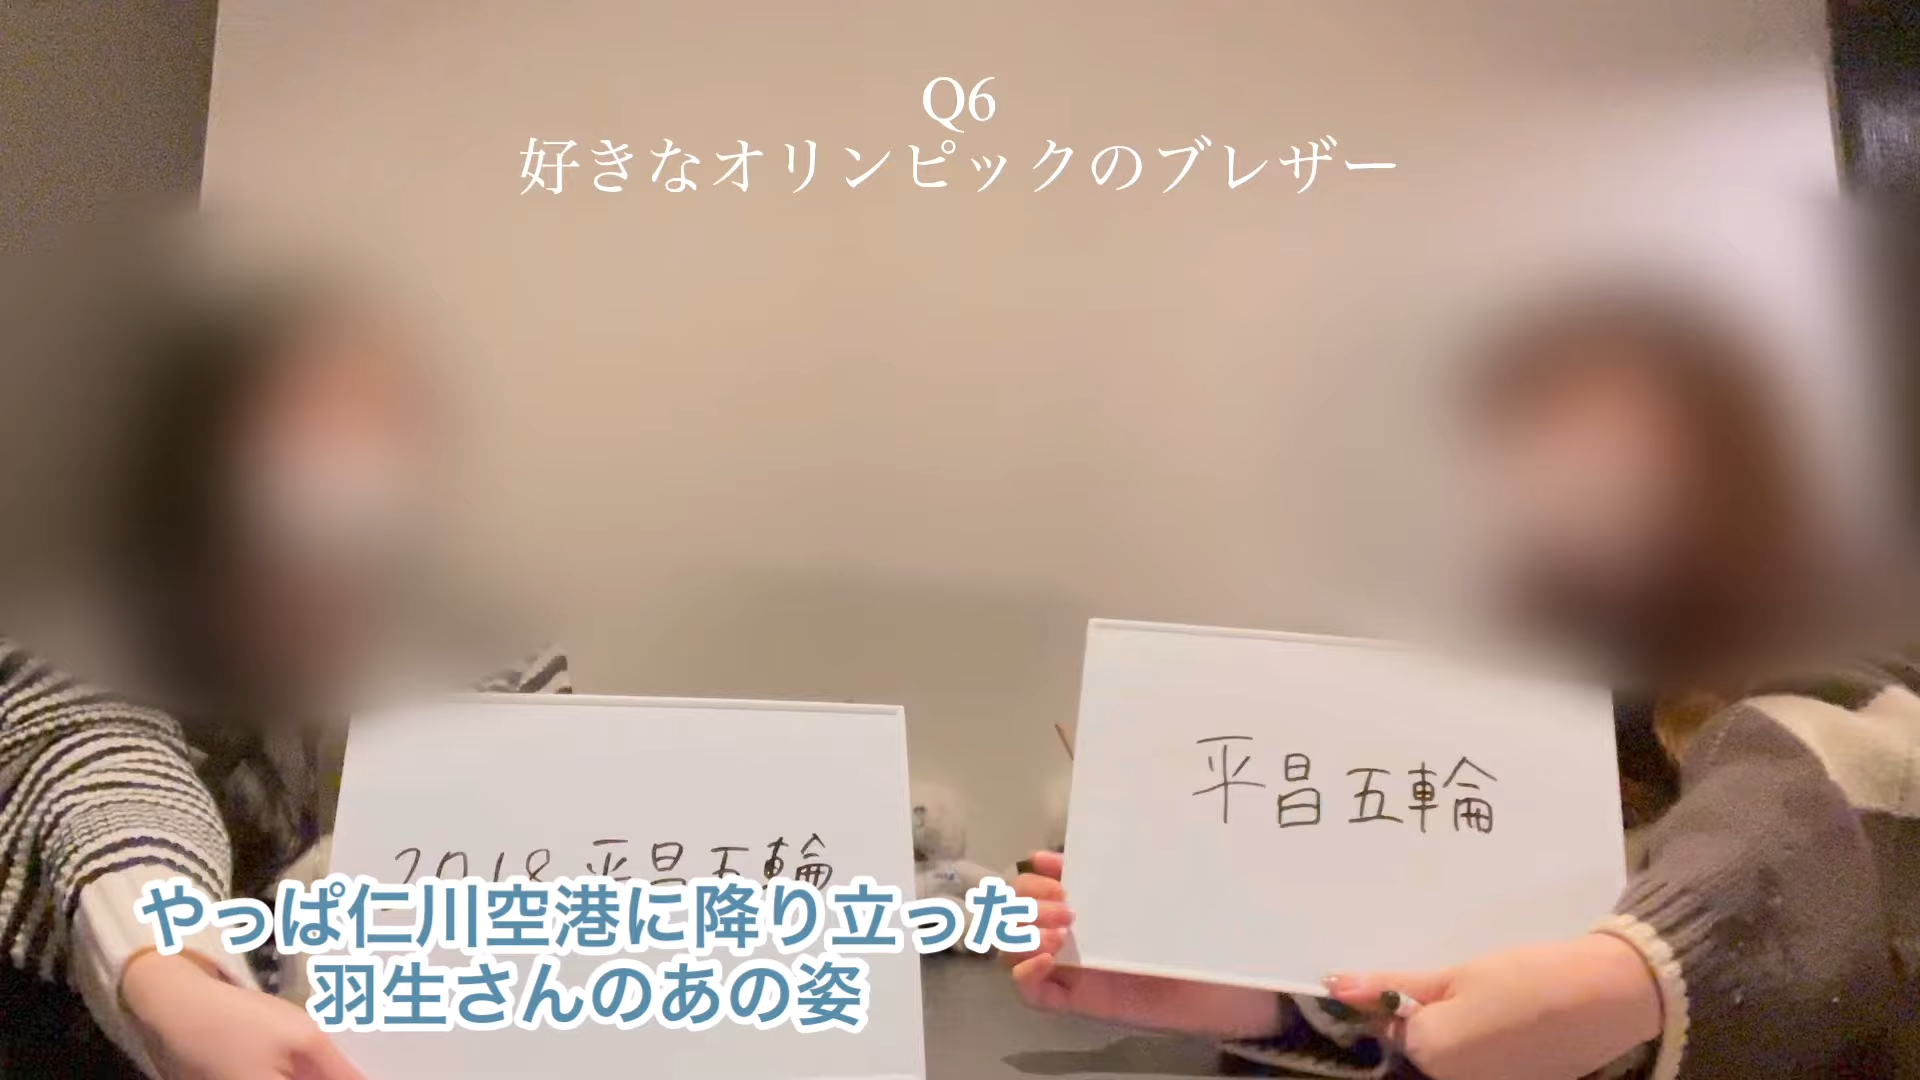 Q6
好きなオリンピックのブレザー
平昌五輪
2018 平昌五輪
やっぱ仁川空港に降り立った
羽生さんのあの姿